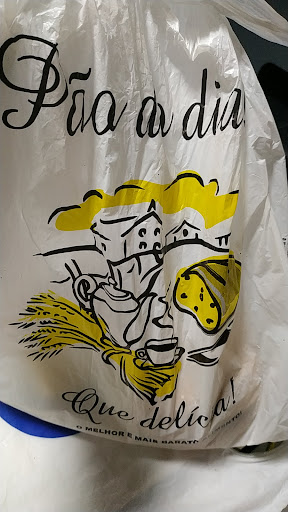 Pão a dia
Que delícia!
O MELHOR E MAIS BARATO